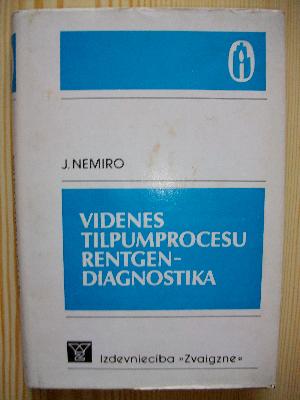 J. NEMIRO
VIDENES
TILPUMPROCESU
RENTGEN-
DIAGNOSTIKA
Izdevniecība »Zvaigzne«